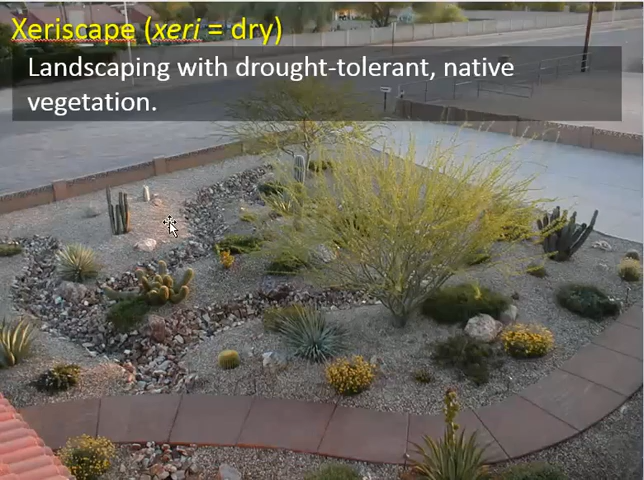 Xeriscape (xeri = dry)
Landscaping with drought-tolerant, native
vegetation.